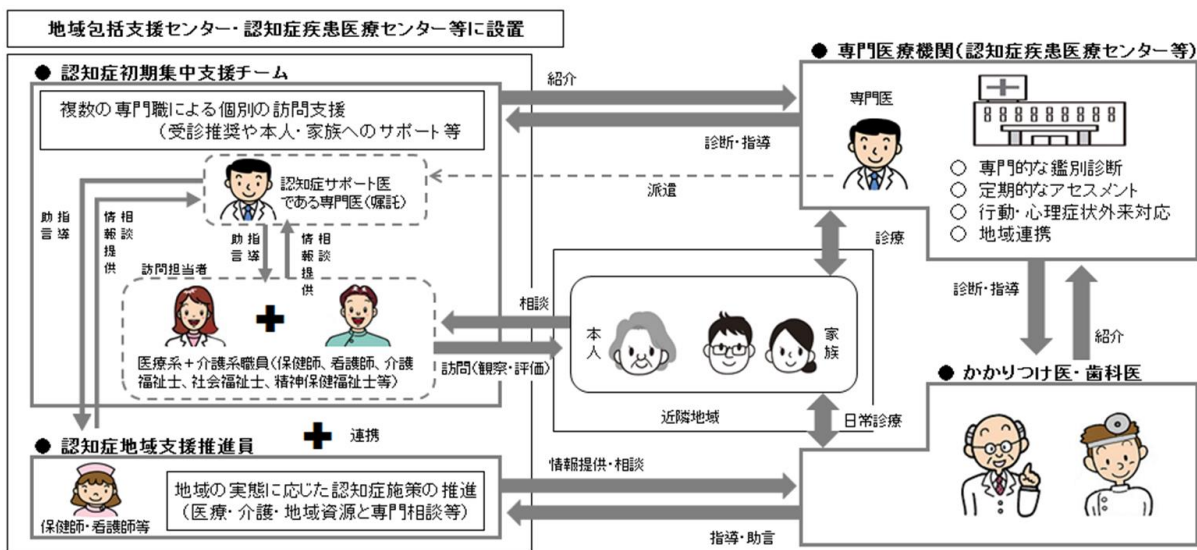 地域包括支援センター・認知症疾患医療センター等に設置
● 認知症初期集中支援チーム
複数の専門職による個別の訪問支援
(受診推奨や本人・家族へのサポート等
認知症サポート医
である専門医(嘱託)
指導
助言
相談
情報提供
指導
助言
相談
情報提供
訪問担当者
医療系+介護系職員(保健師、看護師、介護
福祉士、社会福祉士、精神保健福祉士等)
連携
● 認知症地域支援推進員
保健師・看護師等
地域の実態に応じた認知症施策の推進
(医療・介護・地域資源と専門相談等)
紹介
診断・指導
派遣
相談
訪問(観察・評価)
本人
家族
近隣地域
診療
日常診療
情報提供・相談
指導・助言
● 専門医療機関(認知症疾患医療センター等)
専門医
○ 専門的な鑑別診断
○ 定期的なアセスメント
○ 行動・心理症状外来対応
○ 地域連携
診断・指導
紹介
● かかりつけ医・歯科医